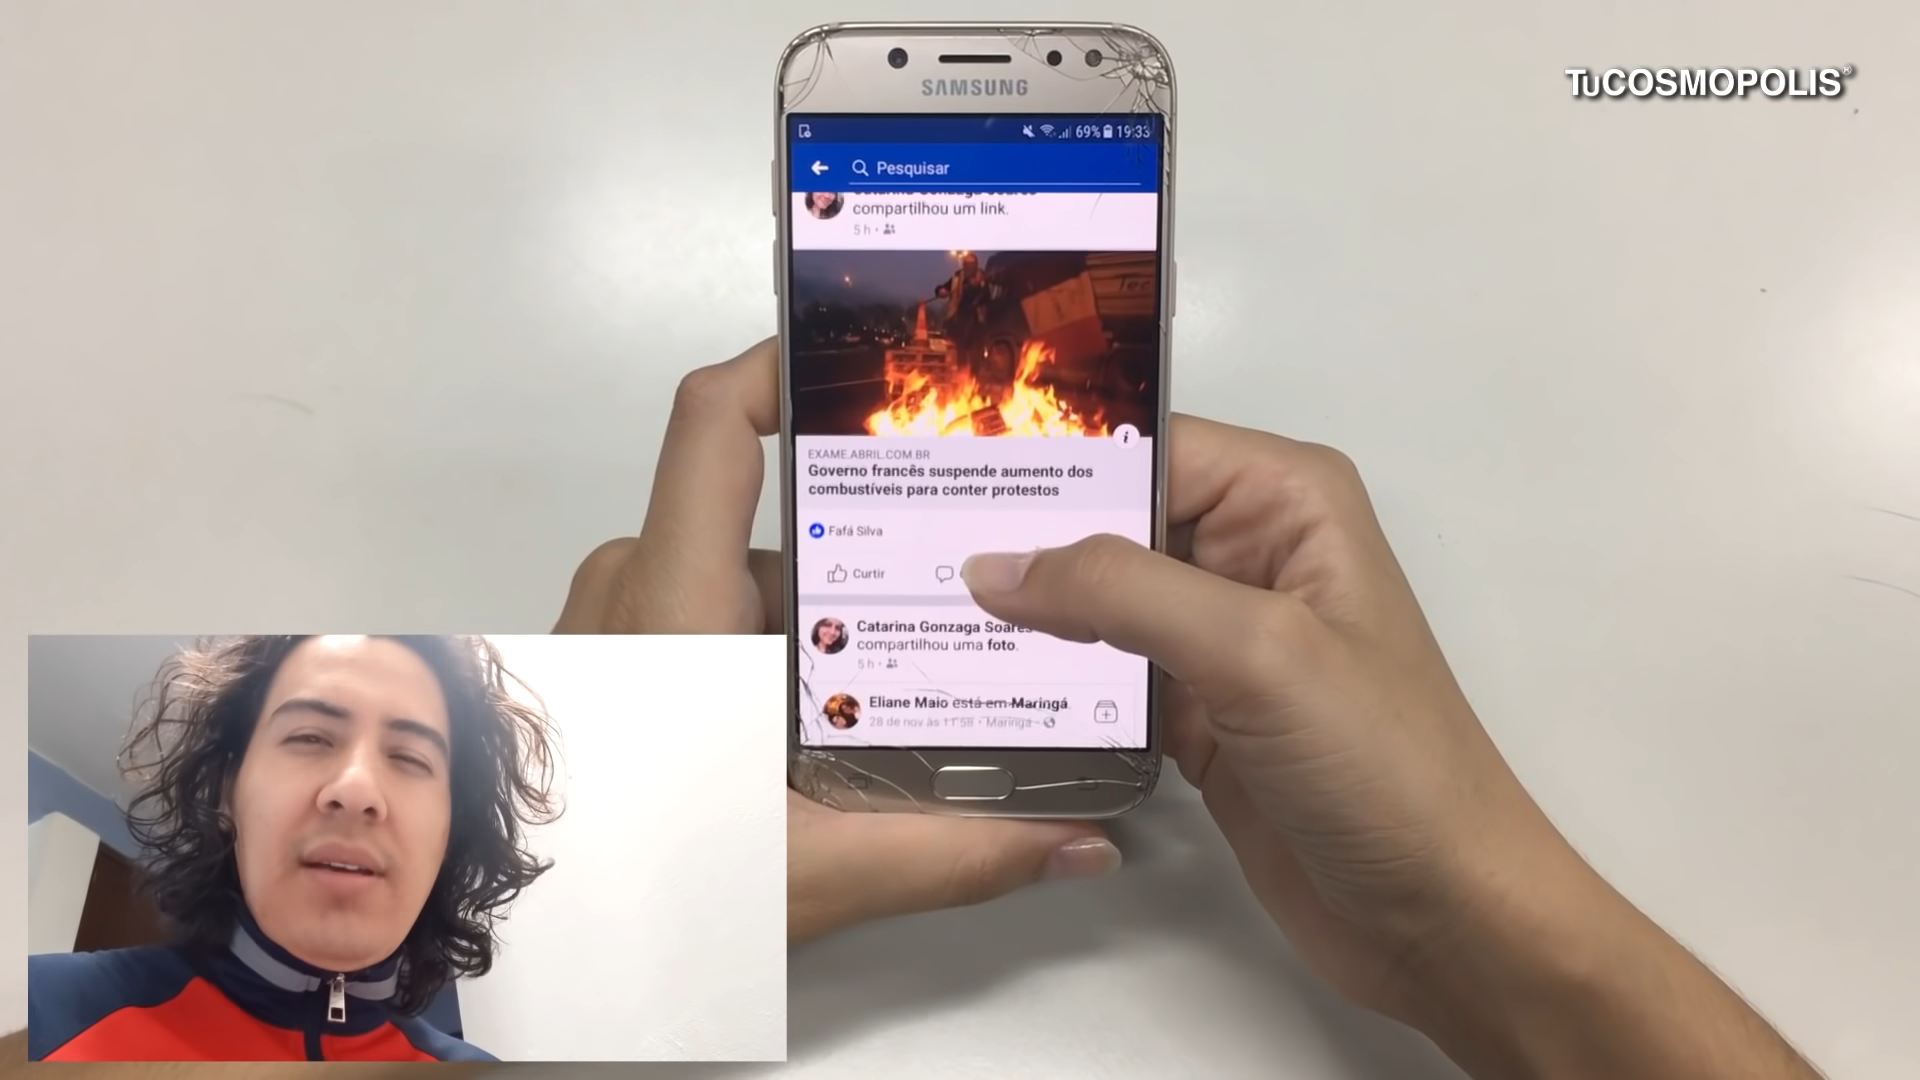 TUCOSMOPOLIS®
SAMSUNG
69% 19:33
Pesquisar
compartilhou um link.
5 h
Tec
EXAME.ABRIL.COM.BR
Governo francês suspende aumento dos
combustíveis para conter protestos
Fafá Silva
Curtir
Catarina Gonzaga Soares
compartilhou uma foto.
5 h
Eliane Maio está em Maringá.
28 de nov às 11:58 • Maringá